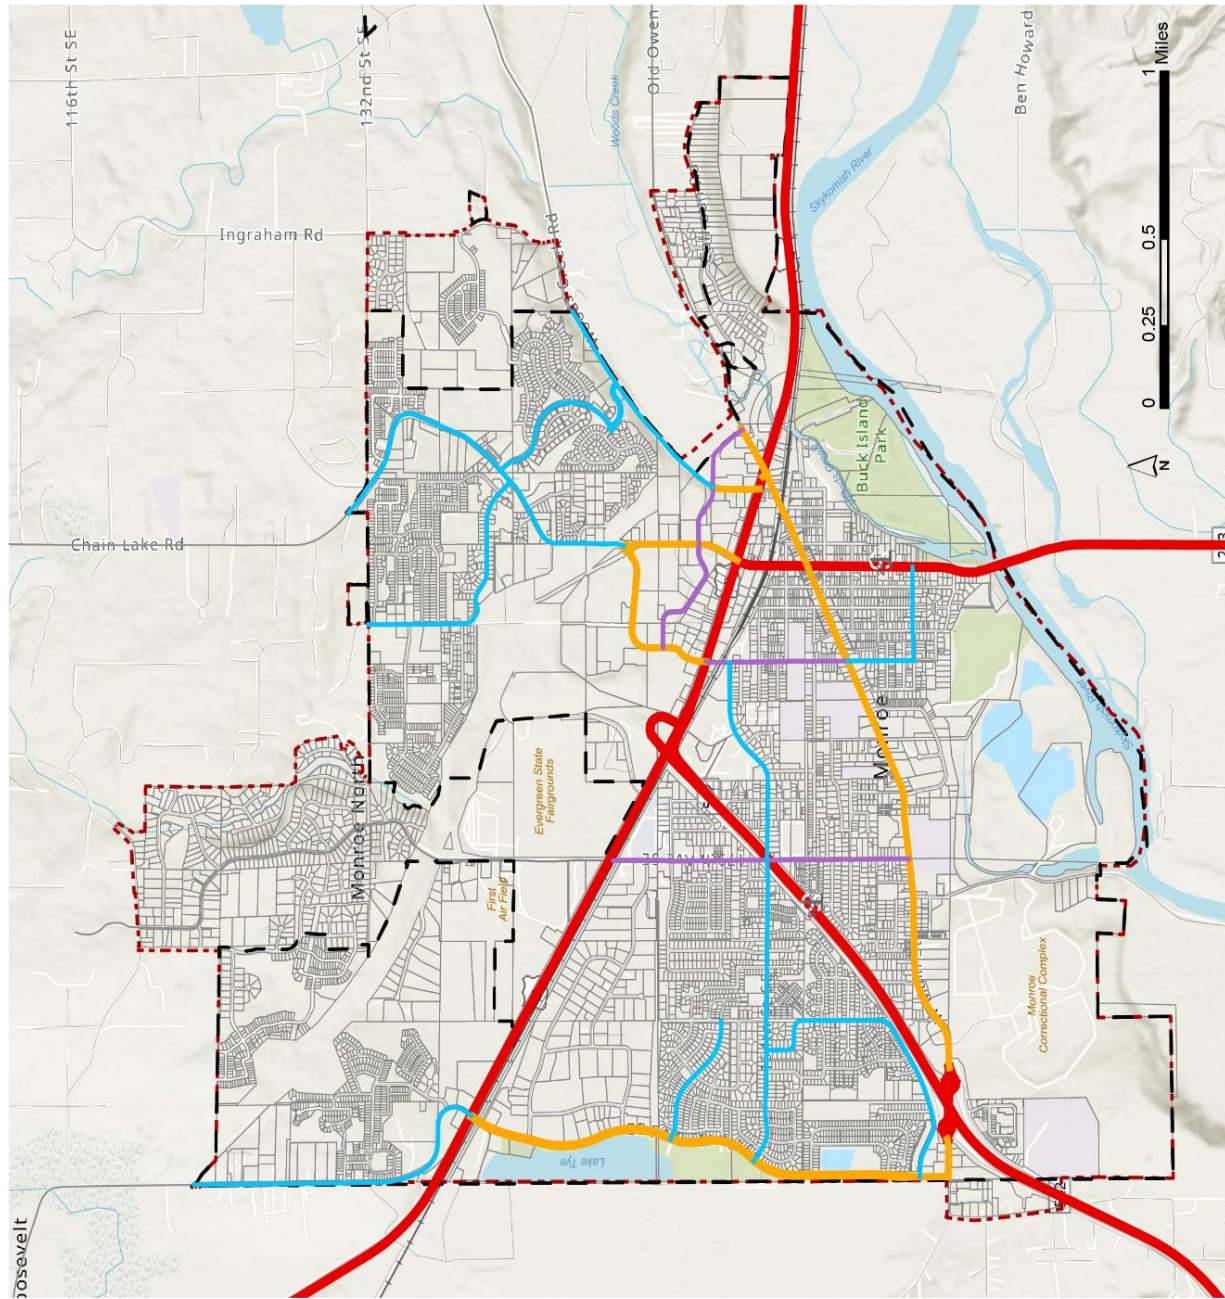 116th St SE
132nd St SE
Old Owen
Ben Howard
1 Miles
Woods Creek
Skykomish River
Ingraham Rd
0.5
0.25
0
Buck Island
Park
N
Chain Lake Rd
Skykomish River
Monroe
Evergreen State
Fairgrounds
Monroe North
First
Air Field
Monroe
Correctional Complex
Lake Tye